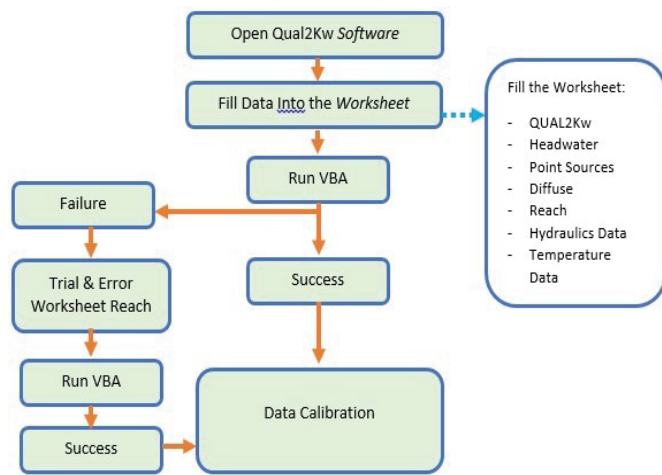 Open Qual2Kw Software
Fill Data Into the Worksheet
Run VBA
Failure
Trial & Error
Worksheet Reach
Run VBA
Success
Success
Data Calibration
Fill the Worksheet:
- QUAL2Kw
- Headwater
- Point Sources
- Diffuse
- Reach
- Hydraulics Data
- Temperature
Data